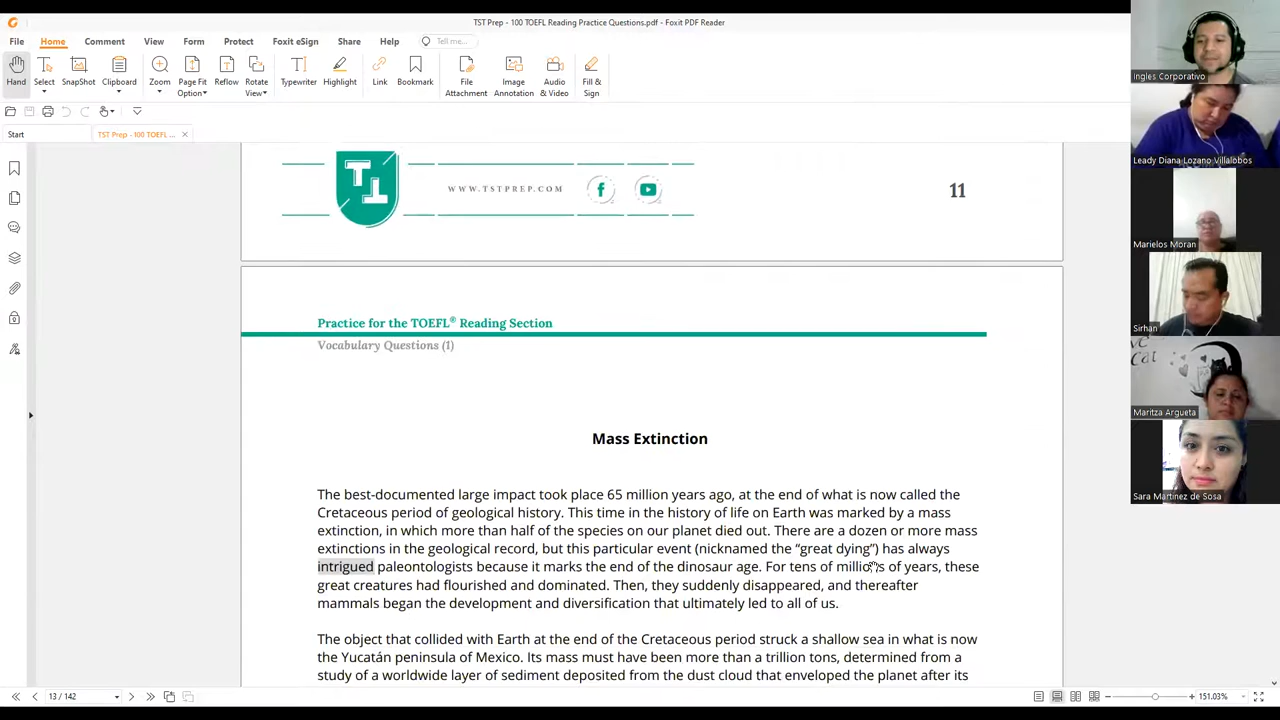 TST Prep - 100 TOEFL Reading Practice Questions.pdf - Foxit PDF Reader
File Home Comment View Form Protect Foxit eSign Share Help Tell me...
Hand Select SnapShot Clipboard Zoom Page Fit Option Reflow Rotate View Typewriter Highlight Link Bookmark File Attachment Image Annotation Audio & Video Fill & Sign
Start TST Prep - 100 TOEFL ...
WWW.TSTPREP.COM
11
Practice for the TOEFL® Reading Section
Vocabulary Questions (1)
Mass Extinction
The best-documented large impact took place 65 million years ago, at the end of what is now called the
Cretaceous period of geological history. This time in the history of life on Earth was marked by a mass
extinction, in which more than half of the species on our planet died out. There are a dozen or more mass
extinctions in the geological record, but this particular event (nicknamed the “great dying”) has always
intrigued paleontologists because it marks the end of the dinosaur age. For tens of millions of years, these
great creatures had flourished and dominated. Then, they suddenly disappeared, and thereafter
mammals began the development and diversification that ultimately led to all of us.
The object that collided with Earth at the end of the Cretaceous period struck a shallow sea in what is now
the Yucatán peninsula of Mexico. Its mass must have been more than a trillion tons, determined from a
study of a worldwide layer of sediment deposited from the dust cloud that enveloped the planet after its
13 / 142
151.03%
Ingles Corporativo
Leady Diana Lozano Villalobos
Marielos Moran
Sirhan
Cat
Maritza Argueta
Sara Martinez de Sosa